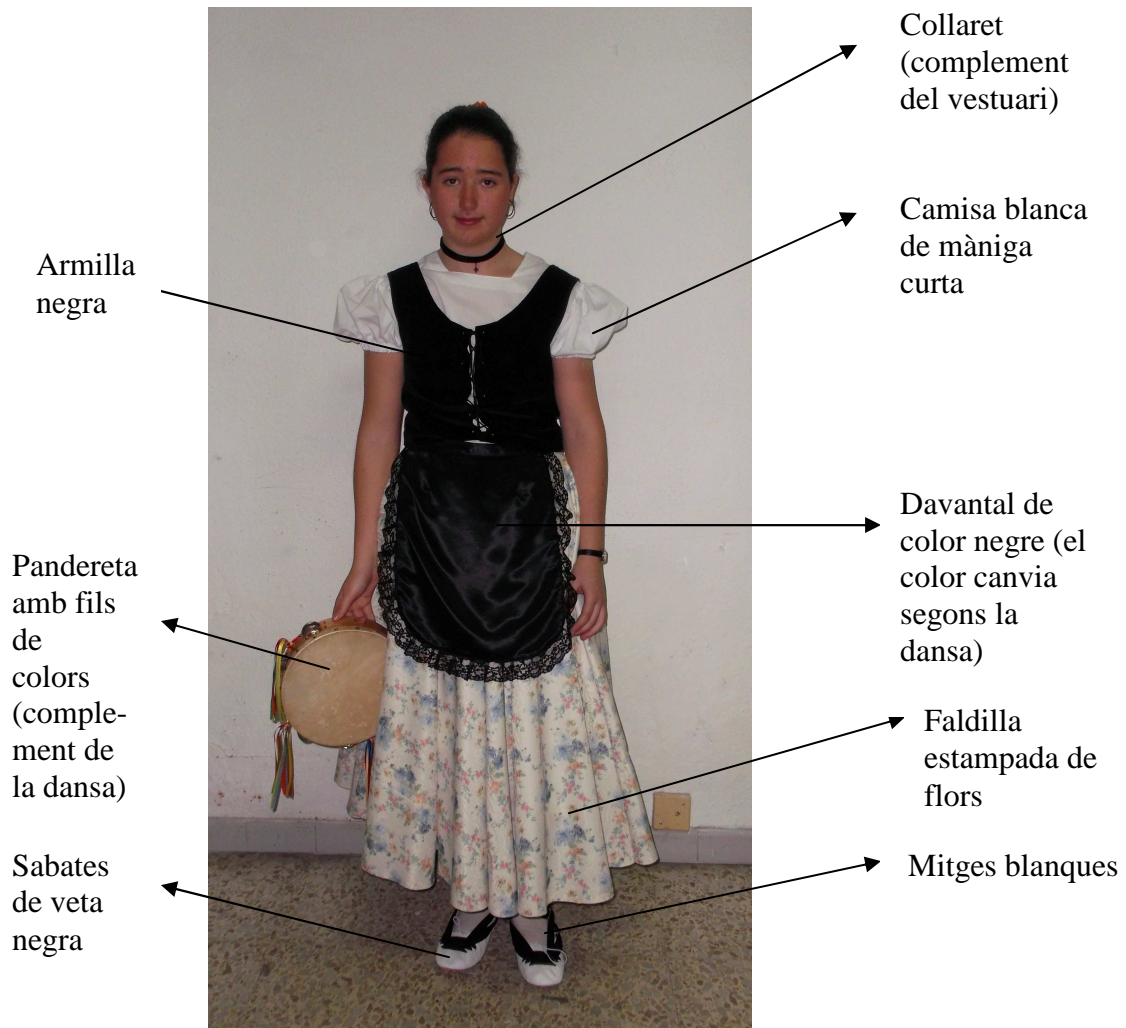 Collaret
(complement
del vestuari)
Camisa blanca
de màniga
curta
Armilla
negra
Davantal de
color negre (el
color canvia
segons la
dansa)
Pandereta
amb fils
de
colors
(comple-
ment de
la dansa)
Faldilla
estampada de
flors
Sabates
de veta
negra
Mitges blanques